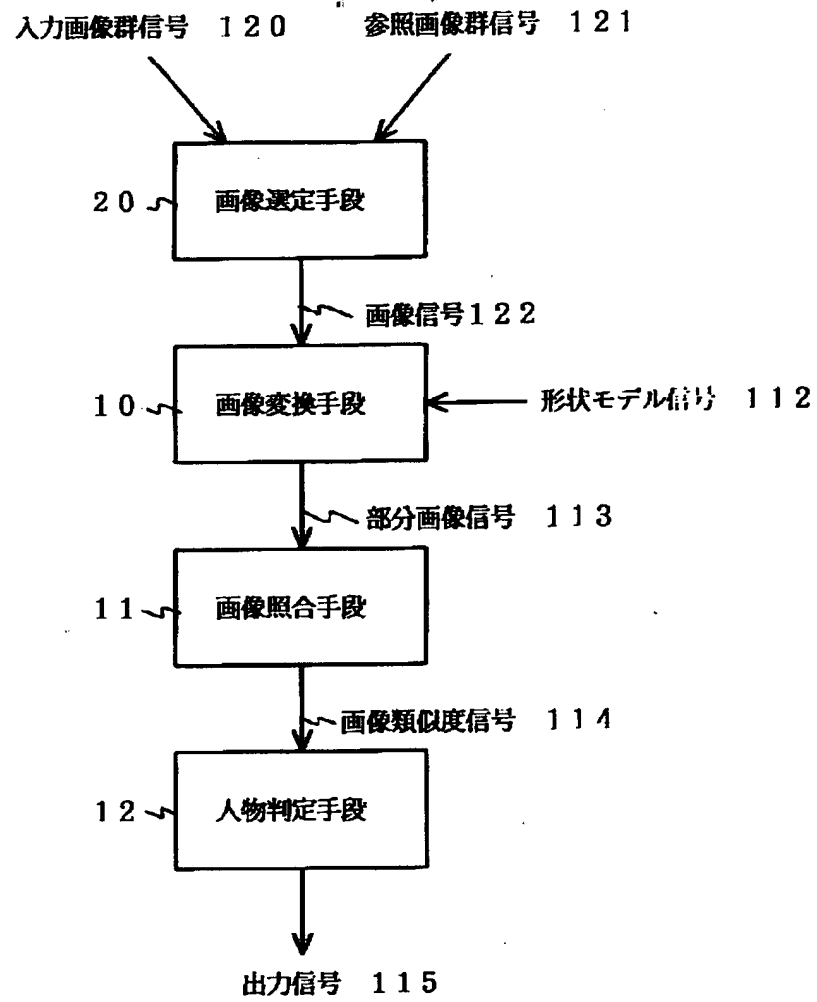 入力画像群信号 120 参照画像群信号 121
20 画像選定手段
画像信号122
10 画像変換手段 形状モデル信号 112
部分画像信号 113
11 画像照合手段
画像類似度信号 114
12 人物判定手段
出力信号 115